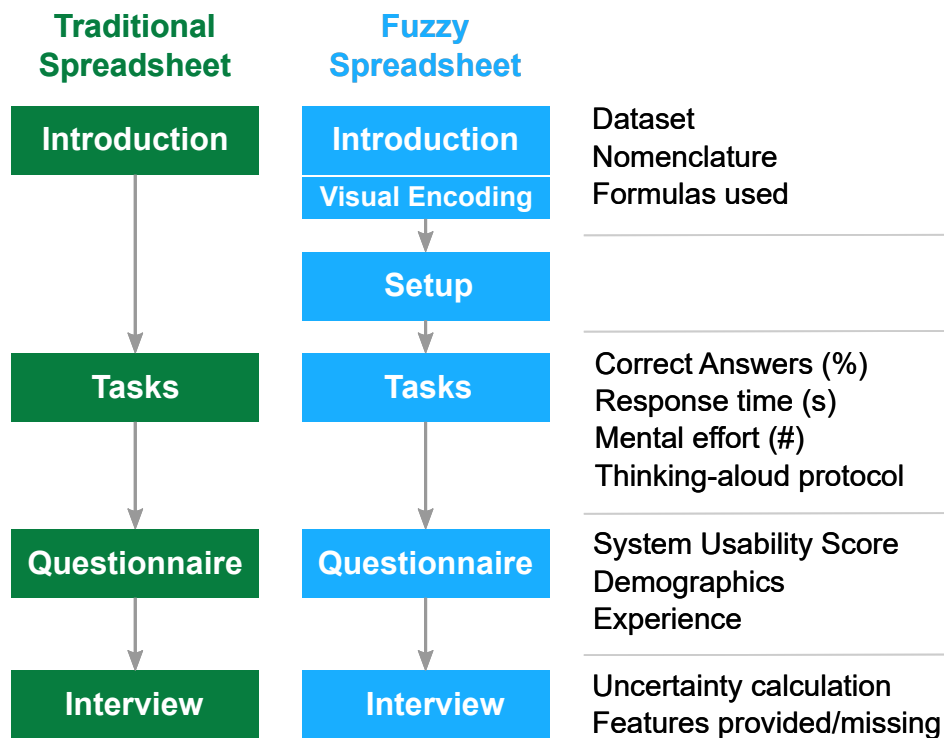 Traditional
Spreadsheet
Fuzzy
Spreadsheet
Introduction
Introduction
Visual Encoding
Dataset
Nomenclature
Formulas used
Setup
Tasks
Tasks
Correct Answers (%)
Response time (s)
Mental effort (#)
Thinking-aloud protocol
Questionnaire
Questionnaire
System Usability Score
Demographics
Experience
Interview
Interview
Uncertainty calculation
Features provided/missing